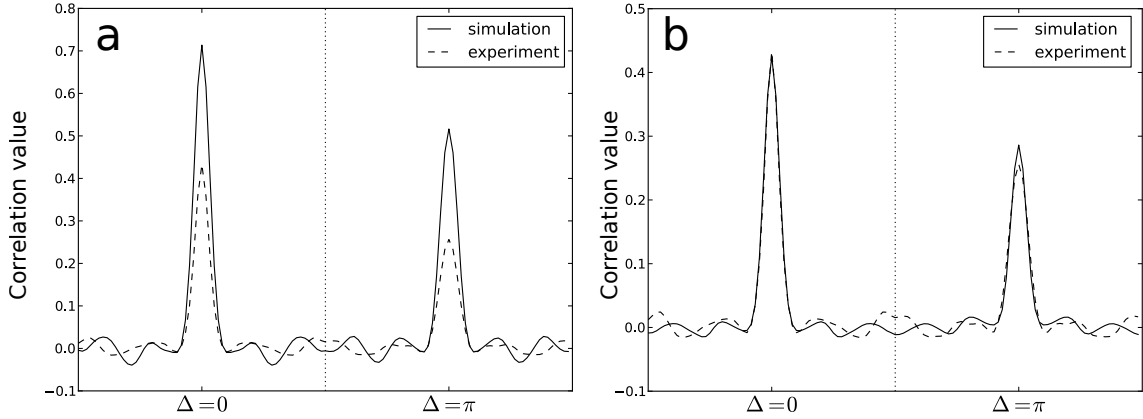 a
simulation
experiment
Correlation value
0.8
0.7
0.6
0.5
0.4
0.3
0.2
0.1
0.0
−0.1
Δ=0
Δ=π
b
simulation
experiment
Correlation value
0.5
0.4
0.3
0.2
0.1
0.0
−0.1
Δ=0
Δ=π